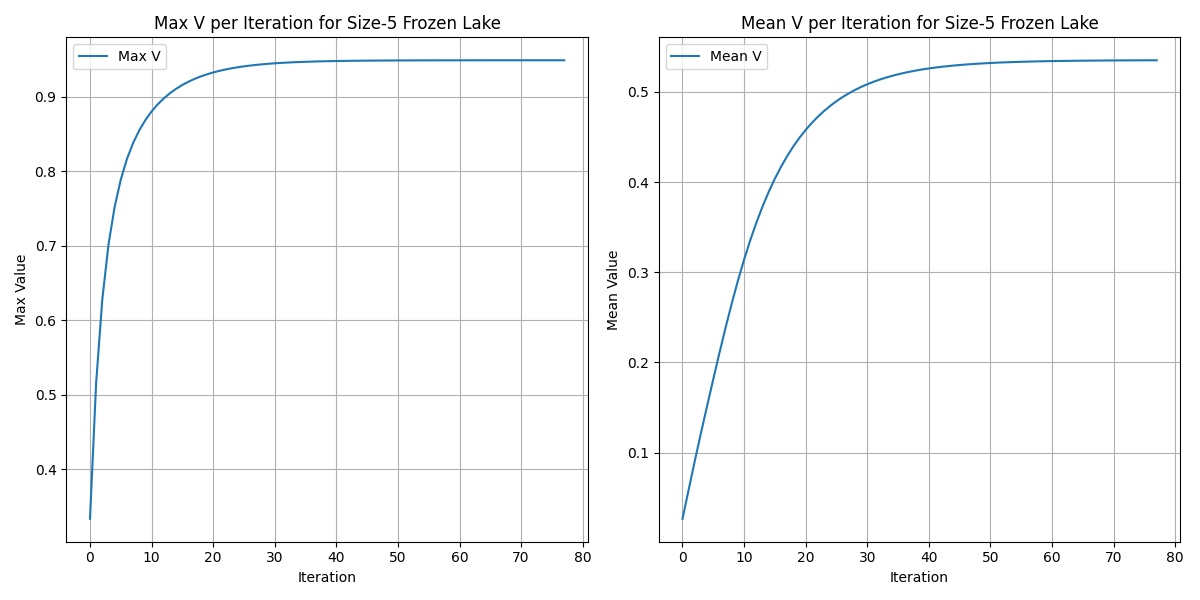 Max V per Iteration for Size-5 Frozen Lake
Max V
Max Value
0.9
0.8
0.7
0.6
0.5
0.4
0 10 20 30 40 50 60 70 80
Iteration
Mean V per Iteration for Size-5 Frozen Lake
Mean V
Mean Value
0.5
0.4
0.3
0.2
0.1
0 10 20 30 40 50 60 70 80
Iteration